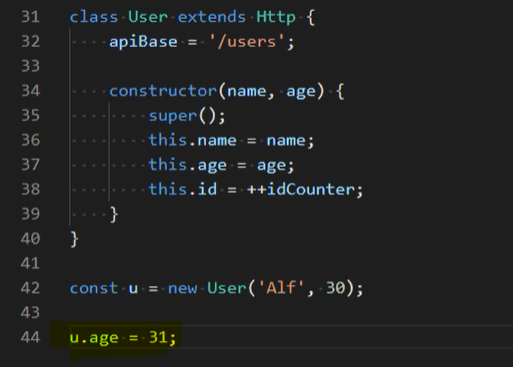 31 class User extends Http {
32     apiBase = '/users';
33
34     constructor(name, age) {
35         super();
36         this.name = name;
37         this.age = age;
38         this.id = ++idCounter;
39     }
40 }
41
42 const u = new User('Alf', 30);
43
44 u.age = 31;